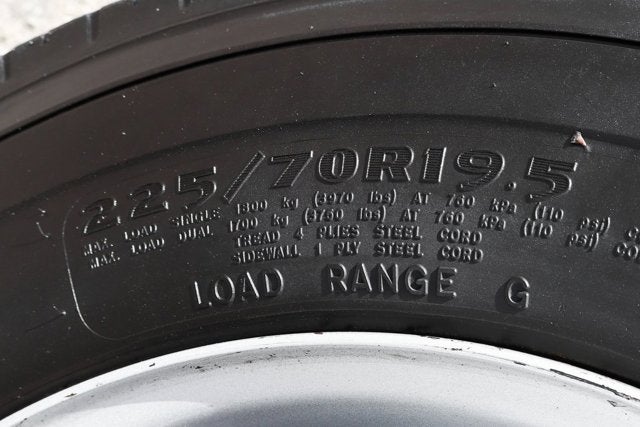 225/70R19.5
MAX. LOAD SINGLE 1800 kg (3970 lbs) AT 760 kPa (110 PSI)
MAX. LOAD DUAL 1700 kg (3750 lbs) AT 760 kPa (110 PSI)
TREAD 4 PLIES STEEL CORD
SIDEWALL 1 PLY STEEL CORD
LOAD RANGE G